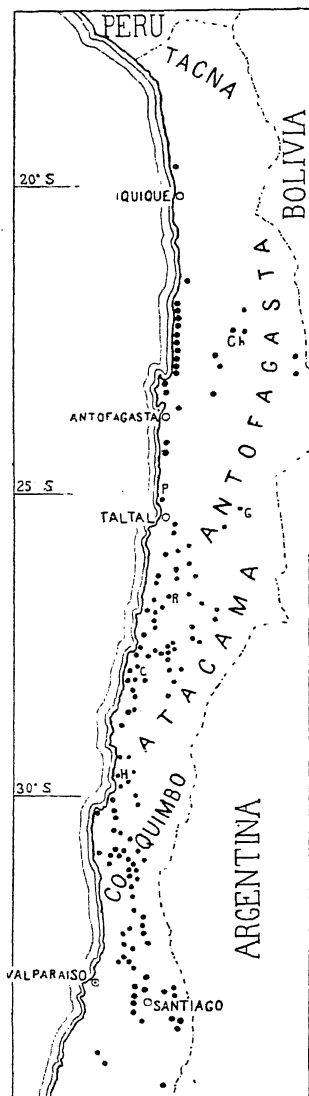 PERU
TACNA
BOLIVIA
20° S
IQUIQUE
Ch
ANTOFAGASTA
ANTOFAGASTA
P
25 S
TALTAL
G
R
ATACAMA
C
H
30° S
COQUIMBO
ARGENTINA
VALPARAISO
SANTIAGO